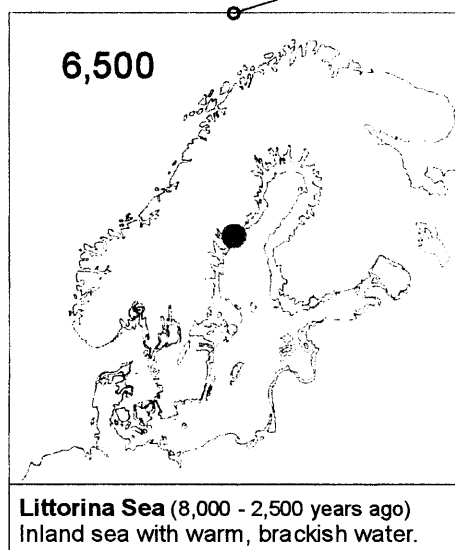 6,500
Littorina Sea (8,000 - 2,500 years ago)
Inland sea with warm, brackish water.